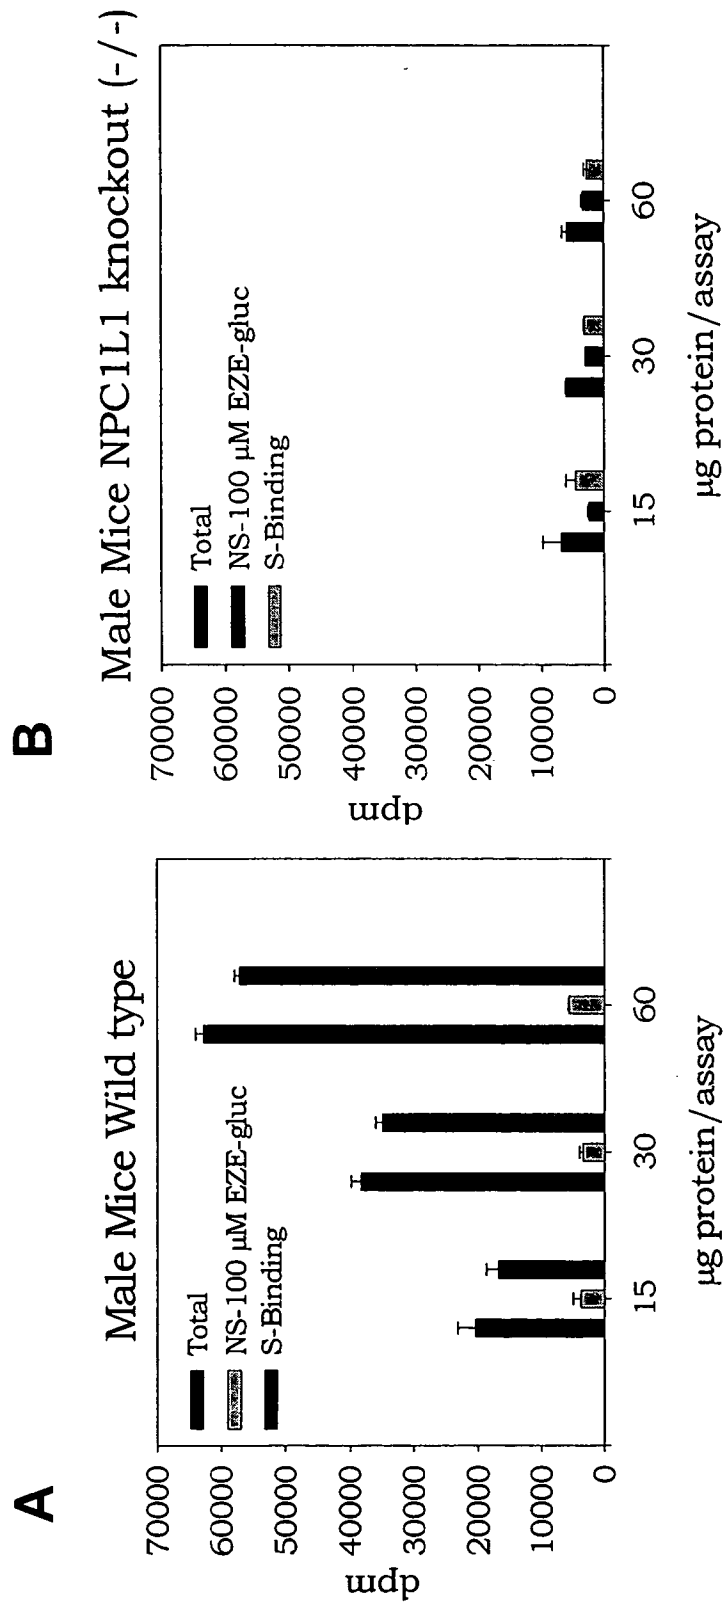 A
Male Mice Wild type
Total
NS-100 µM EZE-gluc
S-Binding
dpm
70000
60000
50000
40000
30000
20000
10000
0
15
30
60
µg protein/assay
B
Male Mice NPC1L1 knockout (-/-)
Total
NS-100 µM EZE-gluc
S-Binding
dpm
70000
60000
50000
40000
30000
20000
10000
0
15
30
60
µg protein/assay